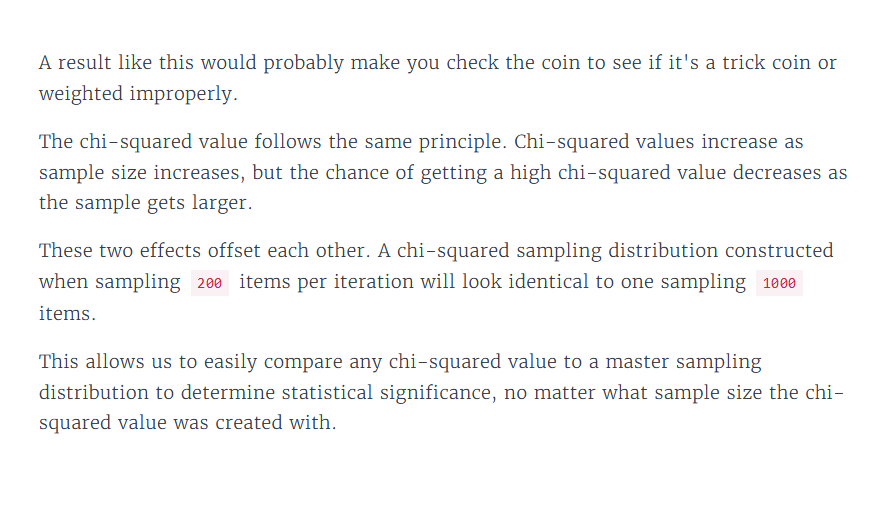 A result like this would probably make you check the coin to see if it's a trick coin or
weighted improperly.
The chi-squared value follows the same principle. Chi-squared values increase as
sample size increases, but the chance of getting a high chi-squared value decreases as
the sample gets larger.
These two effects offset each other. A chi-squared sampling distribution constructed
when sampling 200 items per iteration will look identical to one sampling 1000
items.
This allows us to easily compare any chi-squared value to a master sampling
distribution to determine statistical significance, no matter what sample size the chi-
squared value was created with.